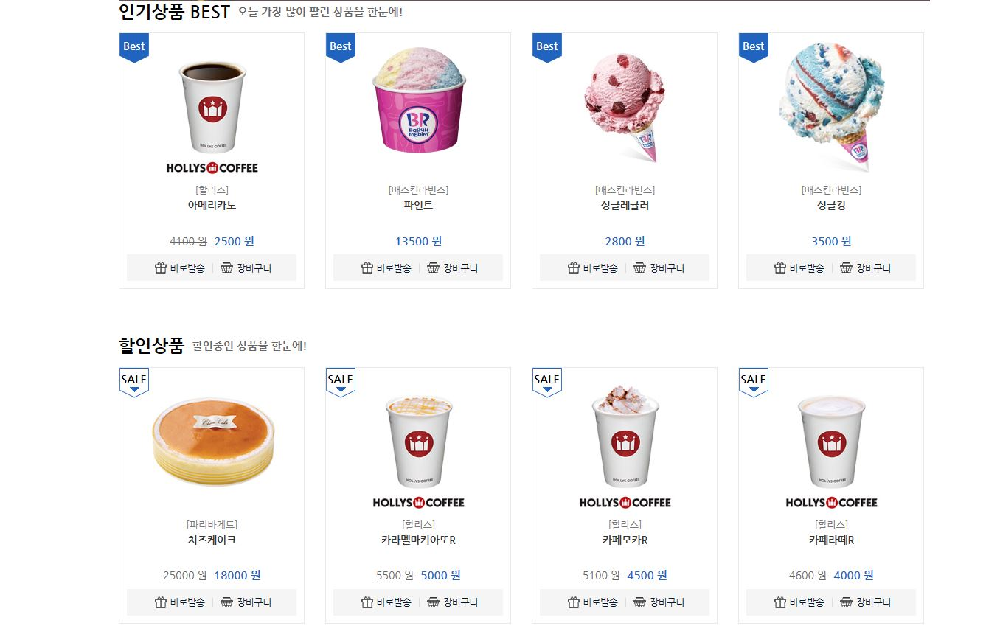 인기상품 BEST 오늘 가장 많이 팔린 상품을 한눈에!
Best Best Best Best
BR
baskin
robbins
BR
BR
HOLLYS COFFEE
HOLLYS COFFEE
[할리스] [배스킨라빈스] [배스킨라빈스] [배스킨라빈스]
아메리카노 파인트 싱글레귤러 싱글킹
4100 원 2500 원 13500 원 2800 원 3500 원
바로발송 장바구니 바로발송 장바구니 바로발송 장바구니 바로발송 장바구니
할인상품 할인중인 상품을 한눈에!
SALE SALE SALE SALE
HOLLYS COFFEE HOLLYS COFFEE HOLLYS COFFEE
HOLLYS COFFEE HOLLYS COFFEE HOLLYS COFFEE
[파리바게트] [할리스] [할리스] [할리스]
치즈케이크 카라멜마키아또R 카페모카R 카페라떼R
25000 원 18000 원 5500 원 5000 원 5100 원 4500 원 4600 원 4000 원
바로발송 장바구니 바로발송 장바구니 바로발송 장바구니 바로발송 장바구니